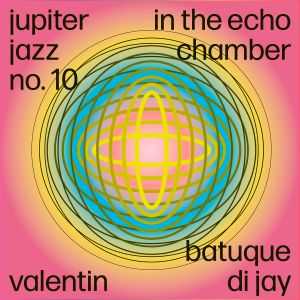 jupiter
jazz
no. 10
in the echo
chamber
valentin
batuque
di jay